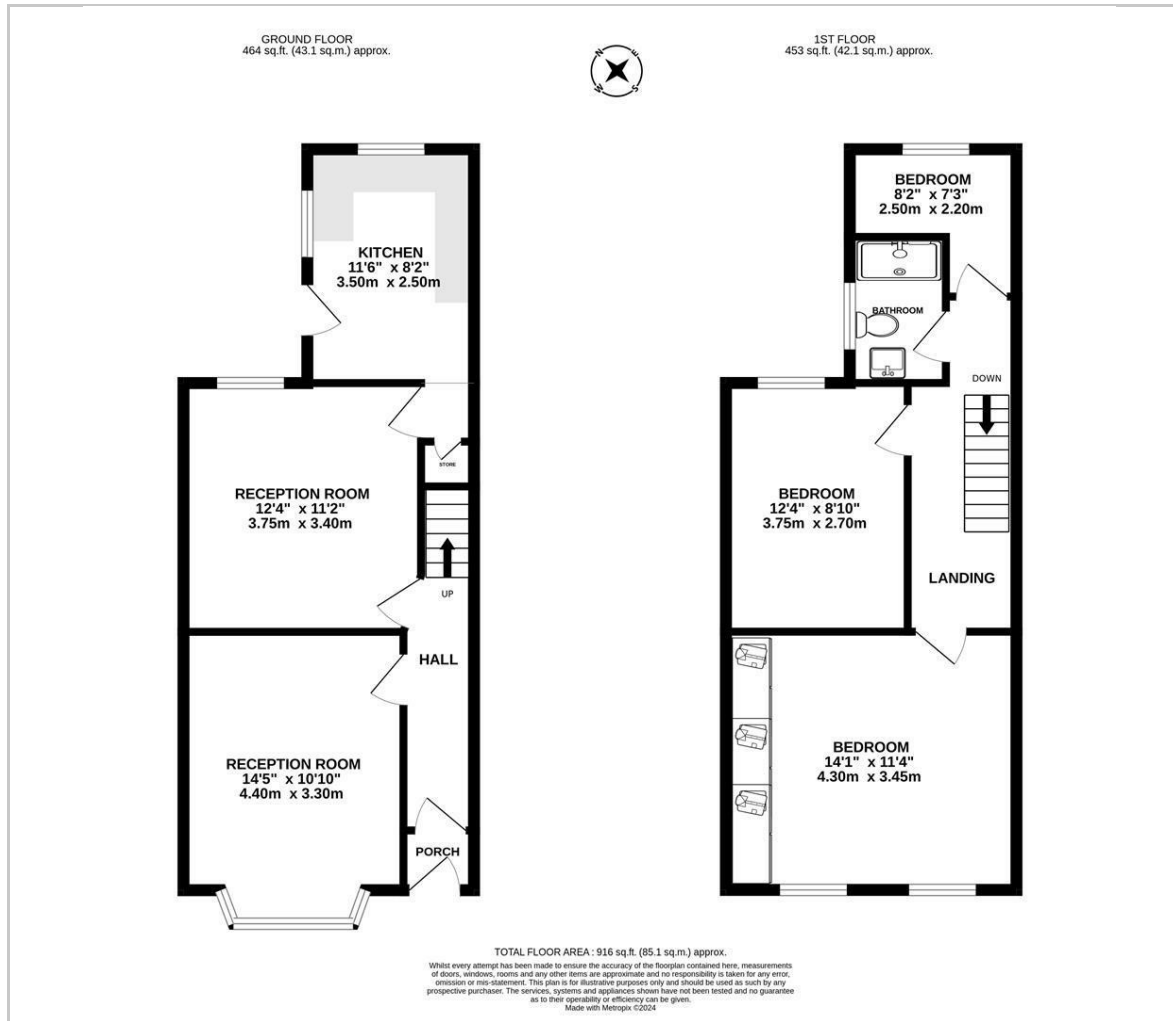 GROUND FLOOR
464 sq.ft. (43.1 sq.m.) approx.
1ST FLOOR
453 sq.ft. (42.1 sq.m.) approx.
N
E
S
W
KITCHEN
11'6" x 8'2"
3.50m x 2.50m
STORE
RECEPTION ROOM
12'4" x 11'2"
3.75m x 3.40m
UP
HALL
RECEPTION ROOM
14'5" x 10'10"
4.40m x 3.30m
PORCH
BEDROOM
8'2" x 7'3"
2.50m x 2.20m
BATHROOM
DOWN
BEDROOM
12'4" x 8'10"
3.75m x 2.70m
LANDING
BEDROOM
14'1" x 11'4"
4.30m x 3.45m
TOTAL FLOOR AREA : 916 sq.ft. (85.1 sq.m.) approx.
Whilst every attempt has been made to ensure the accuracy of the floorplan contained here, measurements
of doors, windows, rooms and any other items are approximate and no responsibility is taken for any error,
omission or mis-statement. This plan is for illustrative purposes only and should be used as such by any
prospective purchaser. The services, systems and appliances shown have not been tested and no guarantee
as to their operability or efficiency can be given.
Made with Metropix ©2024